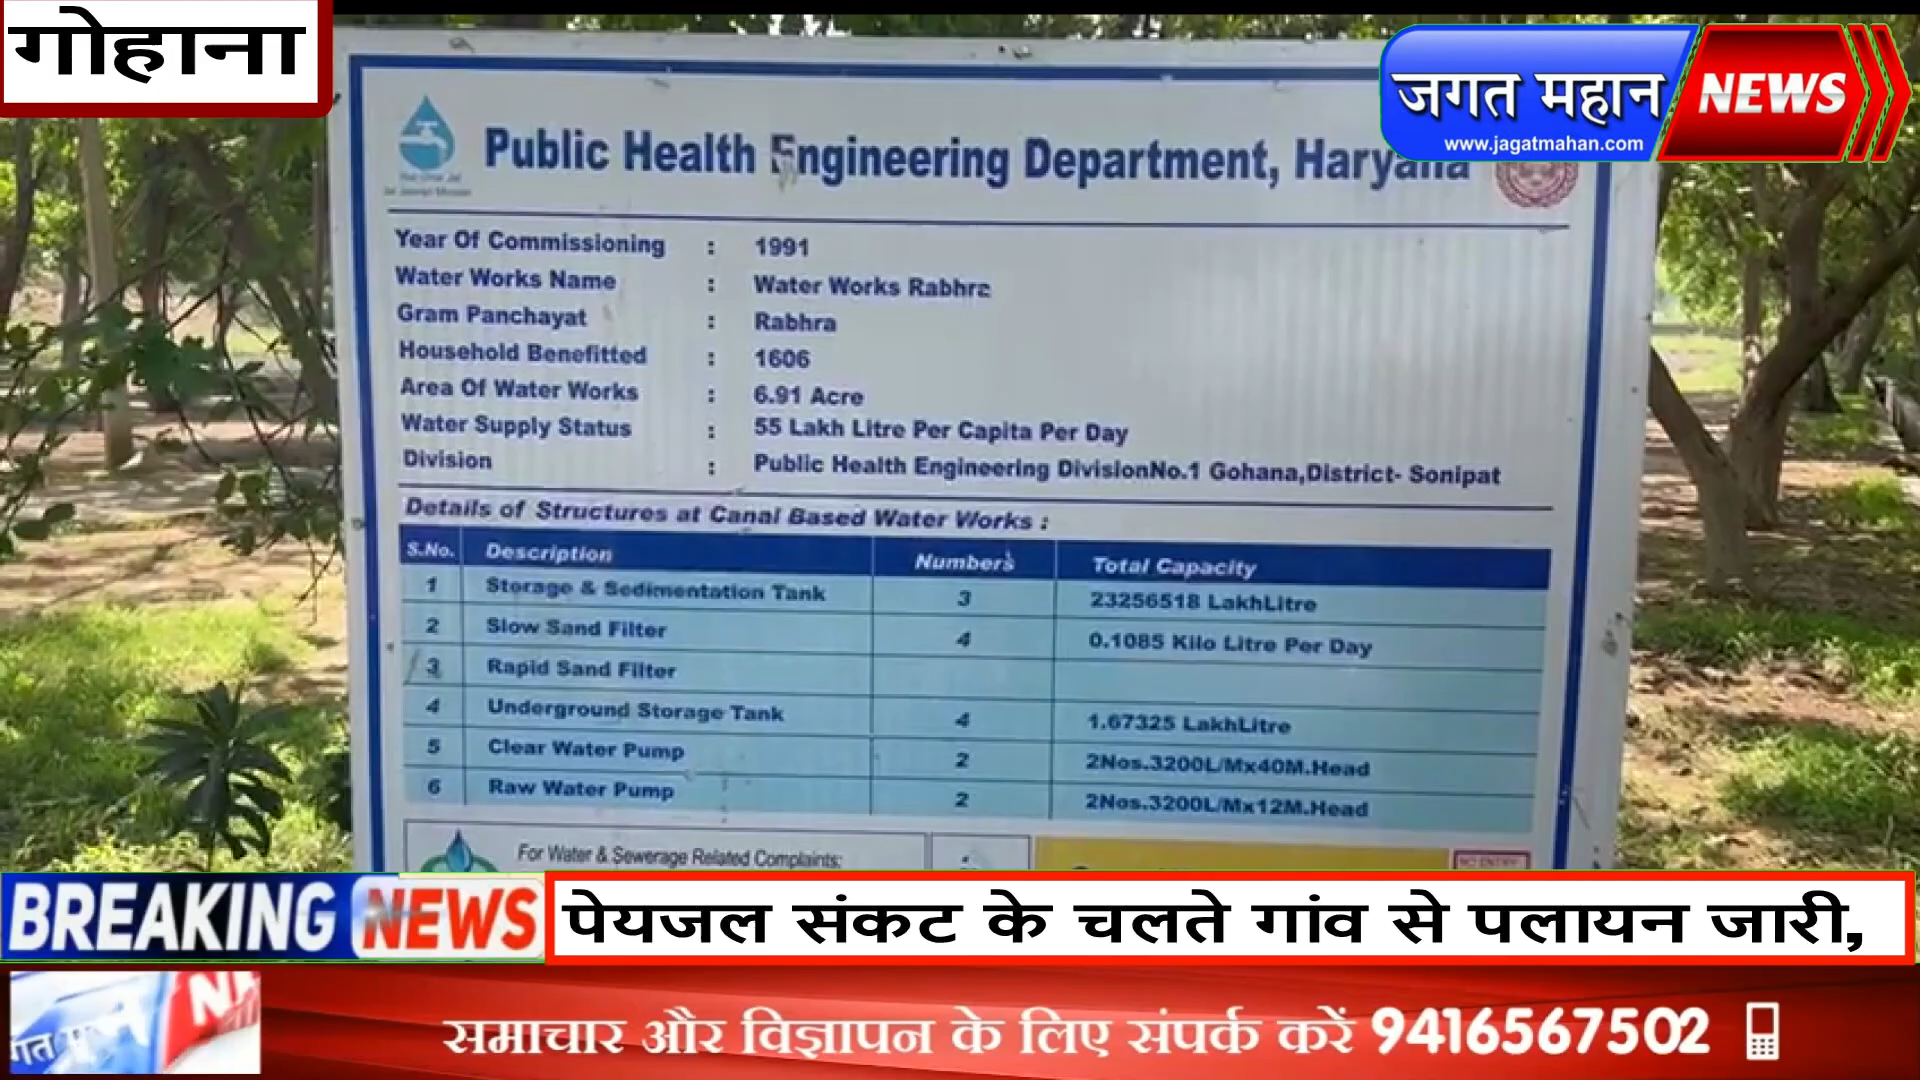 गोहाना
जगत महान NEWS
www.jagatmahan.com
Public Health Engineering Department, Haryana
Year Of Commissioning : 1991
Water Works Name : Water Works Rabhra
Gram Panchayat : Rabhra
Household Benefitted : 1606
Area Of Water Works : 6.91 Acre
Water Supply Status : 55 Lakh Litre Per Capita Per Day
Division : Public Health Engineering DivisionNo.1 Gohana,District- Sonipat
Details of Structures at Canal Based Water Works :
S.No. Description Numbers Total Capacity
1 Storage & Sedimentation Tank 3 23256518 LakhLitre
2 Slow Sand Filter 4 0.1085 Kilo Litre Per Day
3 Rapid Sand Filter
4 Underground Storage Tank 4 1.67325 LakhLitre
5 Clear Water Pump 2 2Nos.3200L/Mx40M.Head
6 Raw Water Pump 2 2Nos.3200L/Mx12M.Head
For Water & Sewerage Related Complaints:
NO ENTRY
BREAKING NEWS पेयजल संकट के चलते गांव से पलायन जारी,
समाचार और विज्ञापन के लिए संपर्क करें 9416567502